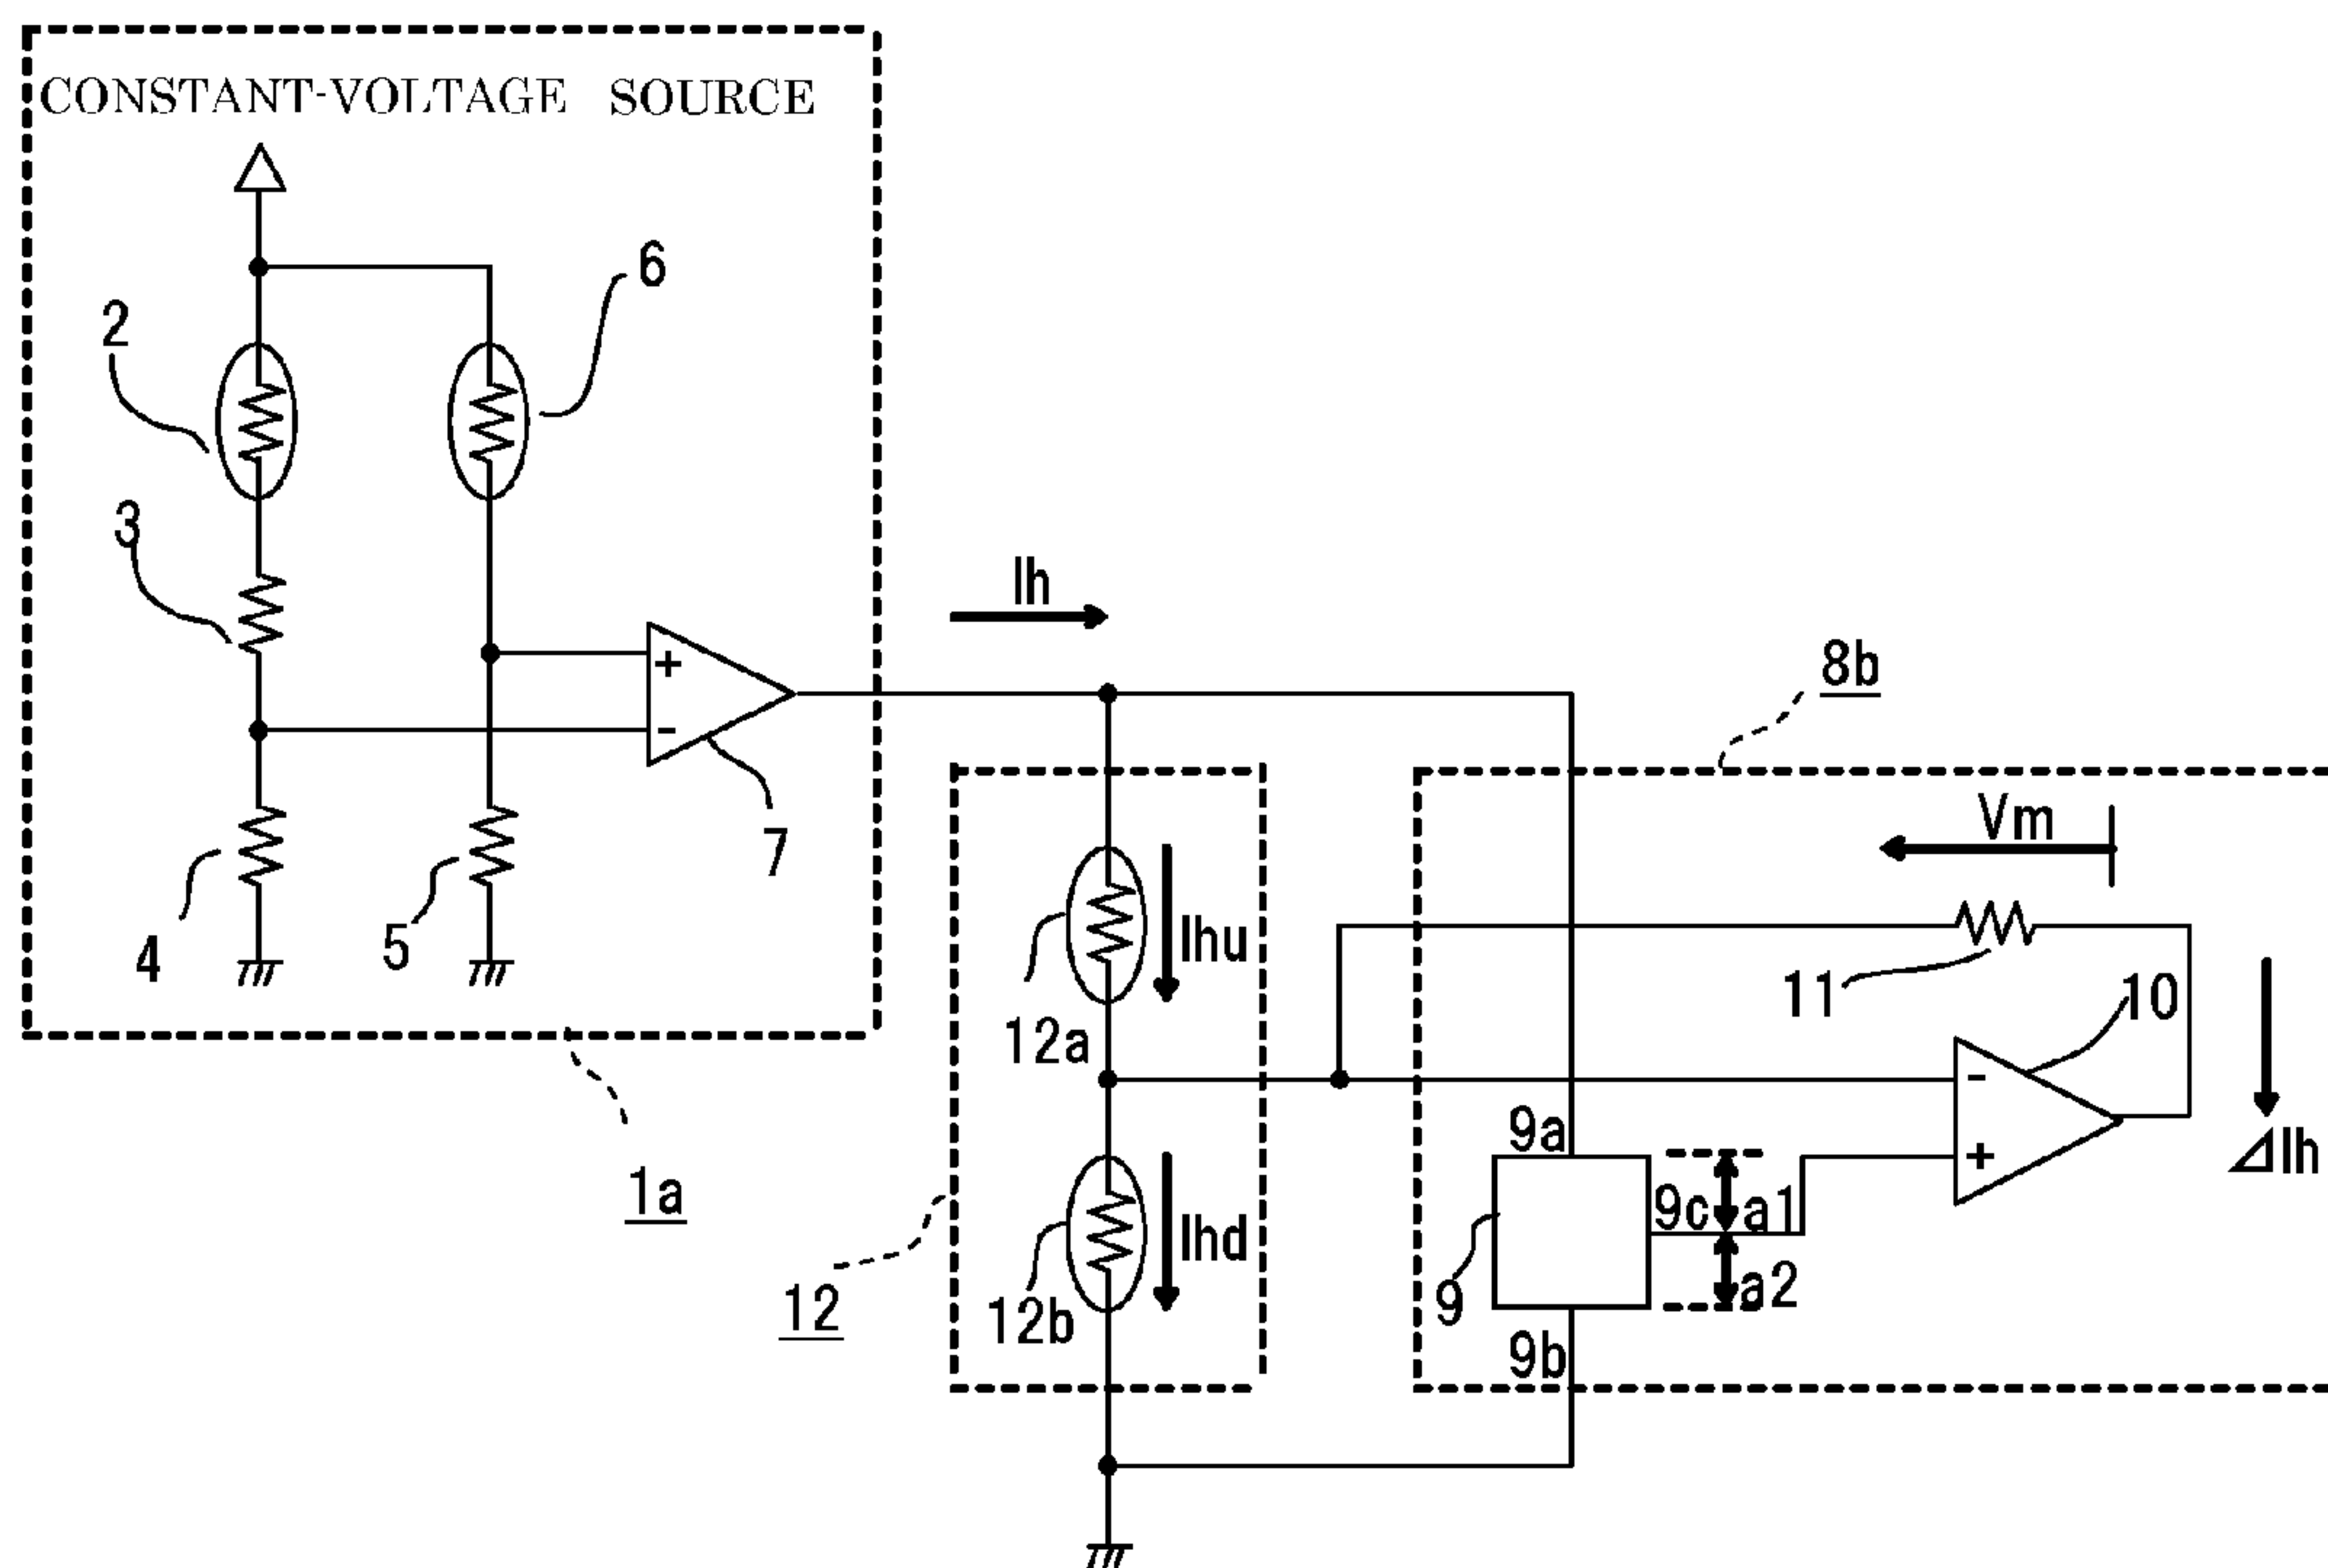 CONSTANT-VOLTAGE SOURCE
2
6
3
+
-
7
4
5
1a
Ih
8b
Vm
Ihu
12a
11
10
-
+
9a
9c
a1
⊿Ih
Ihd
12
12b
9
a2
9b